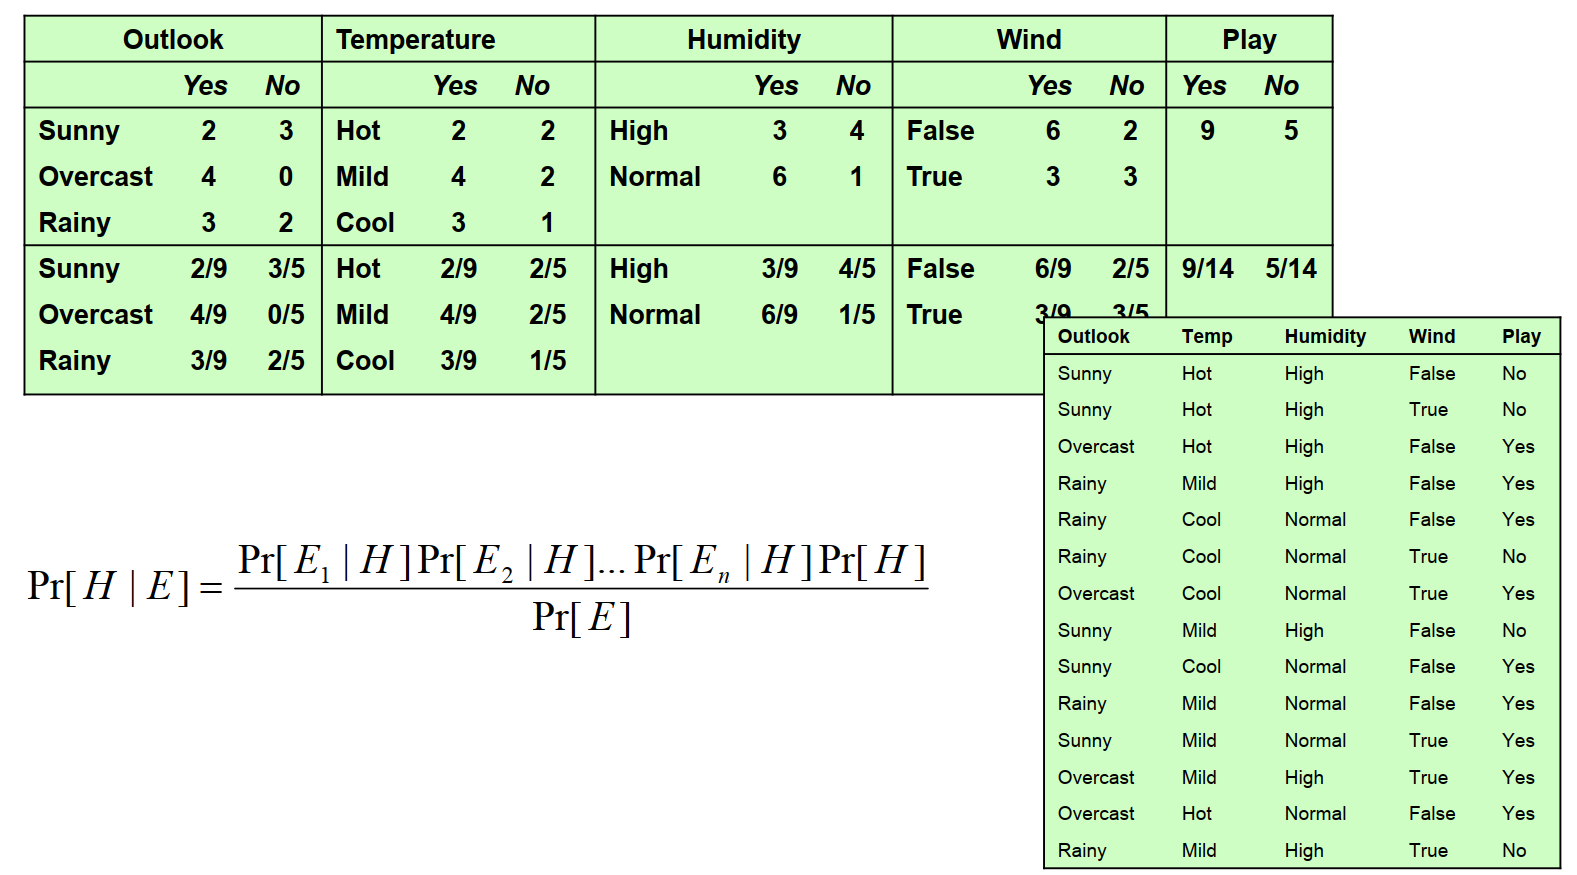 Outlook Temperature Humidity Wind Play
Yes No Yes No Yes No Yes No Yes No
Sunny 2 3 Hot 2 2 High 3 4 False 6 2 9 5
Overcast 4 0 Mild 4 2 Normal 6 1 True 3 3
Rainy 3 2 Cool 3 1
Sunny 2/9 3/5 Hot 2/9 2/5 High 3/9 4/5 False 6/9 2/5 9/14 5/14
Overcast 4/9 0/5 Mild 4/9 2/5 Normal 6/9 1/5 True 3/9 3/5
Rainy 3/9 2/5 Cool 3/9 1/5
Outlook Temp Humidity Wind Play
Sunny Hot High False No
Sunny Hot High True No
Overcast Hot High False Yes
Rainy Mild High False Yes
Rainy Cool Normal False Yes
Rainy Cool Normal True No
Overcast Cool Normal True Yes
Sunny Mild High False No
Sunny Cool Normal False Yes
Rainy Mild Normal False Yes
Sunny Mild Normal True Yes
Overcast Mild High True Yes
Overcast Hot Normal False Yes
Rainy Mild High True No
Pr[ H | E ] = Pr[ E₁ | H ] Pr[ E₂ | H ]... Pr[ Eₙ | H ] Pr[ H ]
Pr[ E ]